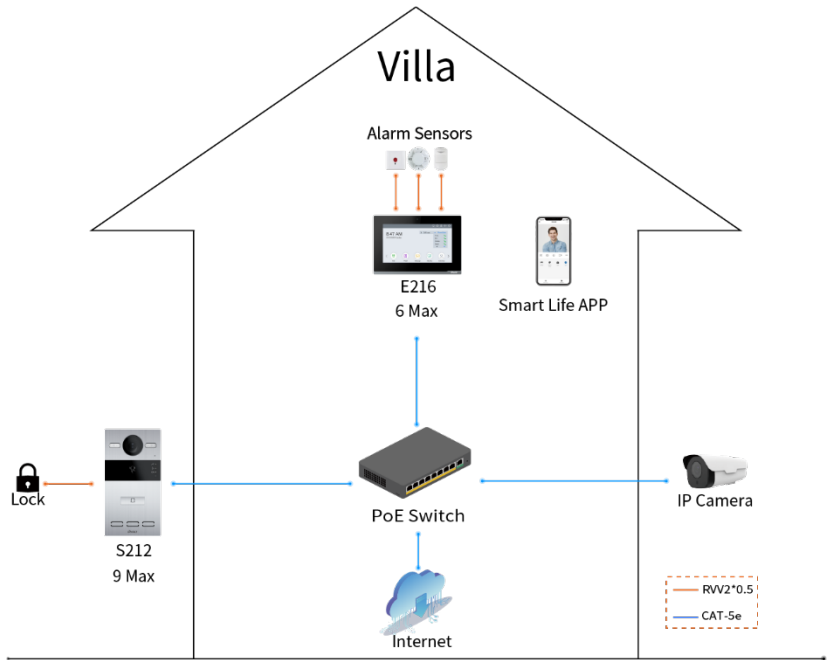 Villa
Alarm Sensors
E216
6 Max
Smart Life APP
Lock
S212
9 Max
PoE Switch
IP Camera
Internet
RVV2*0.5
CAT-5e